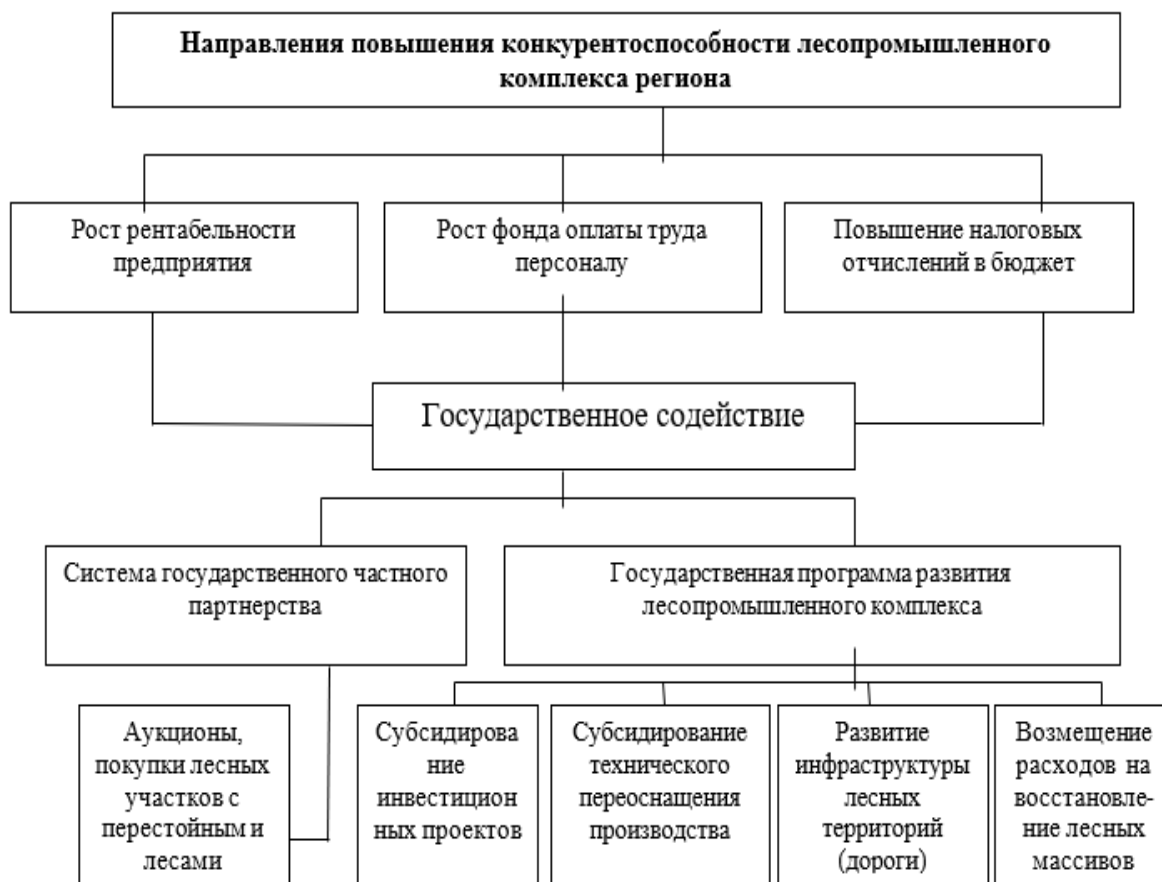 Направления повышения конкурентоспособности лесопромышленного
комплекса региона
Рост рентабельности
предприятия
Рост фонда оплаты труда
персоналу
Повышение налоговых
отчислений в бюджет
Государственное содействие
Система государственного частного
партнерства
Государственная программа развития
лесопромышленного комплекса
Аукционы,
покупки лесных
участков с
перестойным и
лесами
Субсидирова
ние
инвестицион
ных проектов
Субсидирование
технического
переоснащения
производства
Развитие
инфраструктуры
лесных
территорий
(дороги)
Возмещение
расходов на
восстановле-
ние лесных
массивов